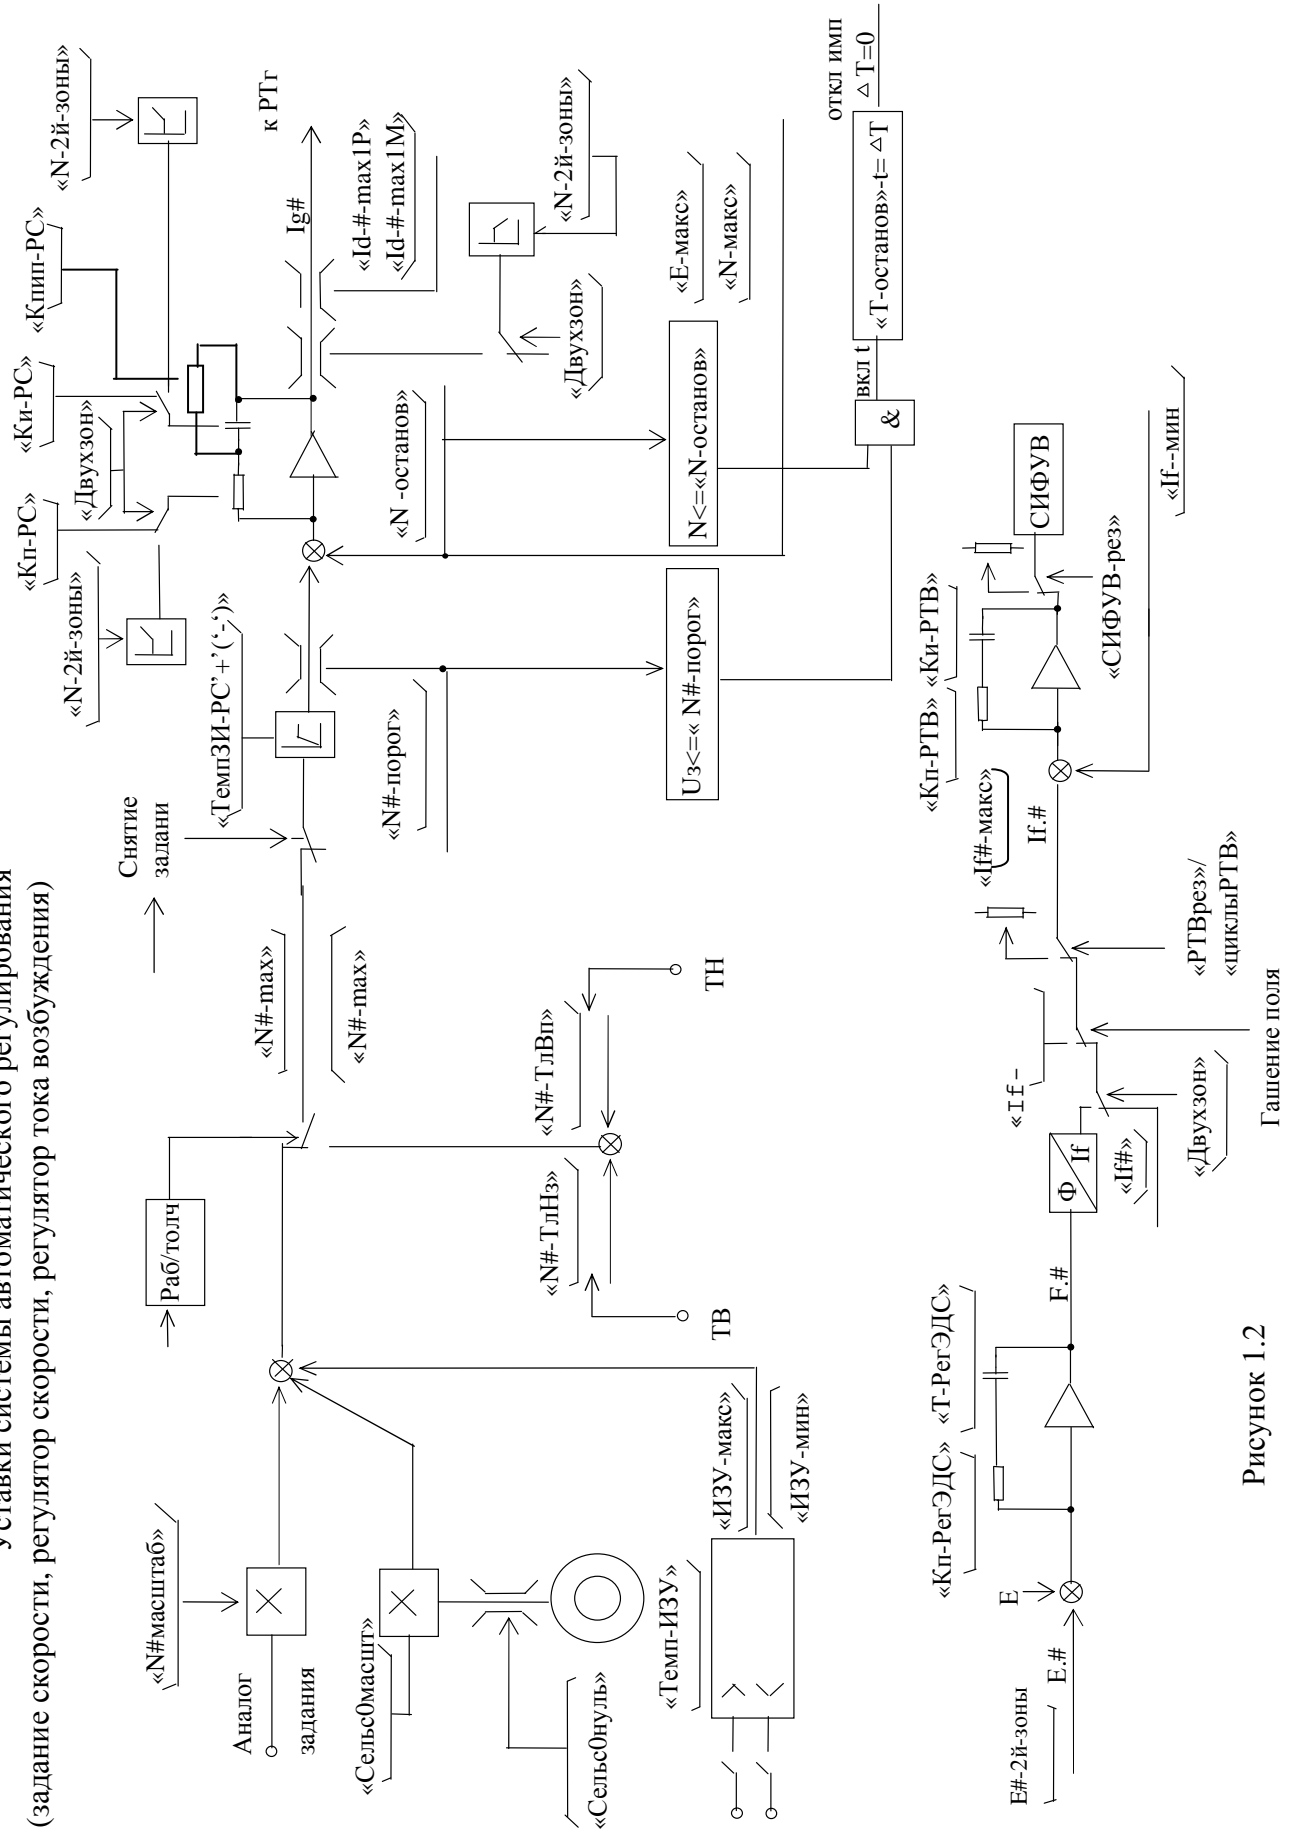 Уставки системы автоматического регулирования
(задание скорости, регулятор скорости, регулятор тока возбуждения)
«N#масштаб»
Аналог
задания
«Сельс0масшт»
«Сельс0нуль»
«Темп-ИЗУ»
«ИЗУ-макс»
«ИЗУ-мин»
Раб/толч
ТВ
«N#-ТлНз»
«N#-ТлВп»
ТН
«N#-max»
«N#-max»
Снятие
задани
«ТемпЗИ-РС'+'(‘-‘)»
«N#-порог»
Uз<=« N#-порог»
«N-2й-зоны»
«Кп-РС»
«Двухзон»
«Ки-РС»
«Кпип-РС»
«N-2й-зоны»
«N -останов»
N<=«N-останов»
Ig#
к РТг
«Id-#-max1Р»
«Id-#-max1М»
«Двухзон»
«N-2й-зоны»
«E-макс»
«N-макс»
&
вкл t
«Т-останов»-t= △T
откл имп
△ T=0
E#-2й-зоны
E.#
E
«Кп-РегЭДС»
«Т-РегЭДС»
F.#
Ф
If
«If#»
«Двухзон»
«If-
Гашение поля
«РТВрез»/
«циклыРТВ»
«If#-макс»
If.#
«Кп-РТВ»
«Ки-РТВ»
«СИФУВ-рез»
СИФУВ
«If--мин
Рисунок 1.2